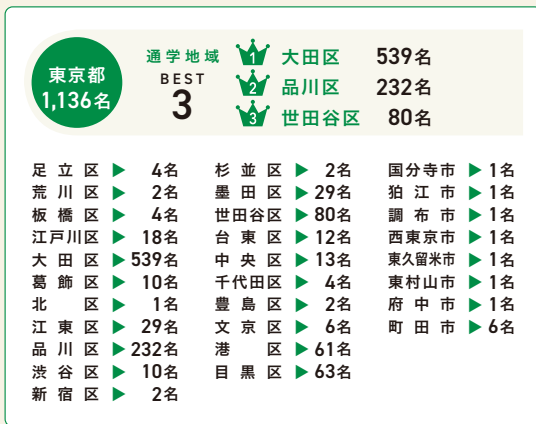 東京都
1,136名
通学地域
BEST
3
1 大田区 539名
2 品川区 232名
3 世田谷区 80名
足立区 ▶ 4名
荒川区 ▶ 2名
板橋区 ▶ 4名
江戸川区 ▶ 18名
大田区 ▶ 539名
葛飾区 ▶ 10名
北区 ▶ 1名
江東区 ▶ 29名
品川区 ▶ 232名
渋谷区 ▶ 10名
新宿区 ▶ 2名
杉並区 ▶ 2名
墨田区 ▶ 29名
世田谷区 ▶ 80名
台東区 ▶ 12名
中央区 ▶ 13名
千代田区 ▶ 4名
豊島区 ▶ 2名
文京区 ▶ 6名
港区 ▶ 61名
目黒区 ▶ 63名
国分寺市 ▶ 1名
狛江市 ▶ 1名
調布市 ▶ 1名
西東京市 ▶ 1名
東久留米市 ▶ 1名
東村山市 ▶ 1名
府中市 ▶ 1名
町田市 ▶ 6名